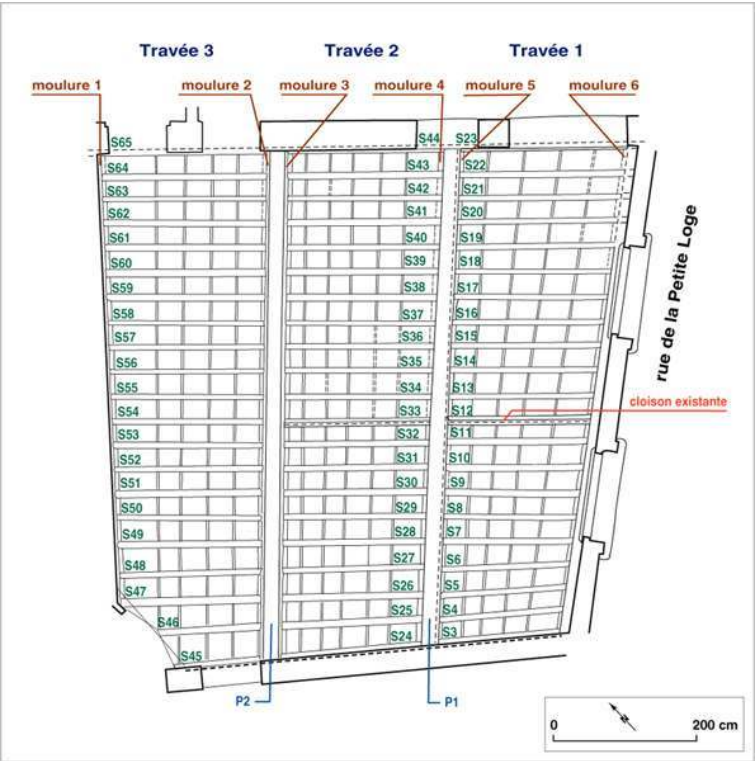 Travée 3 Travée 2 Travée 1
moulure 1 moulure 2 moulure 3 moulure 4 moulure 5 moulure 6
S65 S44 S23
S64 S43 S22
S63 S42 S21
S62 S41 S20
S61 S40 S19
S60 S39 S18
S59 S38 S17
S58 S37 S16
S57 S36 S15
S56 S35 S14
S55 S34 S13
S54 S33 S12
S53 S32 S11
S52 S31 S10
S51 S30 S9
S50 S29 S8
S49 S28 S7
S48 S27 S6
S47 S26 S5
S46 S25 S4
S45 S24 S3
rue de la Petite Loge
cloison existante
P2 P1
N
0 200 cm